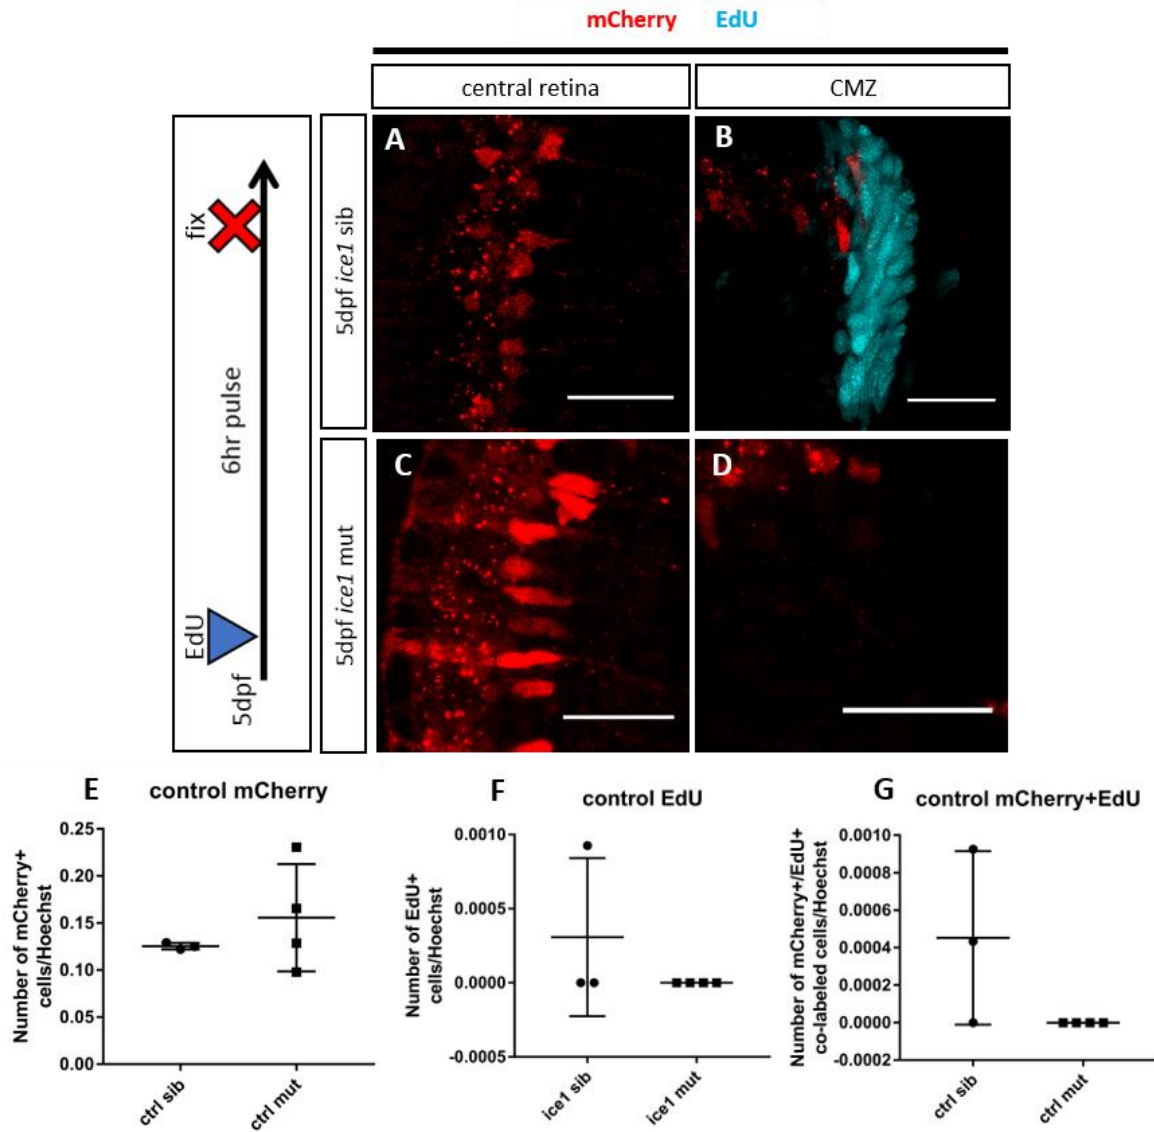 mCherry EdU
central retina CMZ
A B
C D
fix
6hr pulse
EdU
5dpf
5dpf ice1 sib
5dpf ice1 mut
E control mCherry
Number of mCherry+
cells/Hoechst
0.25
0.20
0.15
0.10
0.05
0.00
ctrl sib ctrl mut
F control EdU
Number of EdU+
cells/Hoechst
0.0010
0.0005
0.0000
-0.0005
ice1 sib ice1 mut
G control mCherry+EdU
Number of mCherry+/EdU+
co-labeled cells/Hoechst
0.0010
0.0008
0.0006
0.0004
0.0002
0.0000
-0.0002
ctrl sib ctrl mut